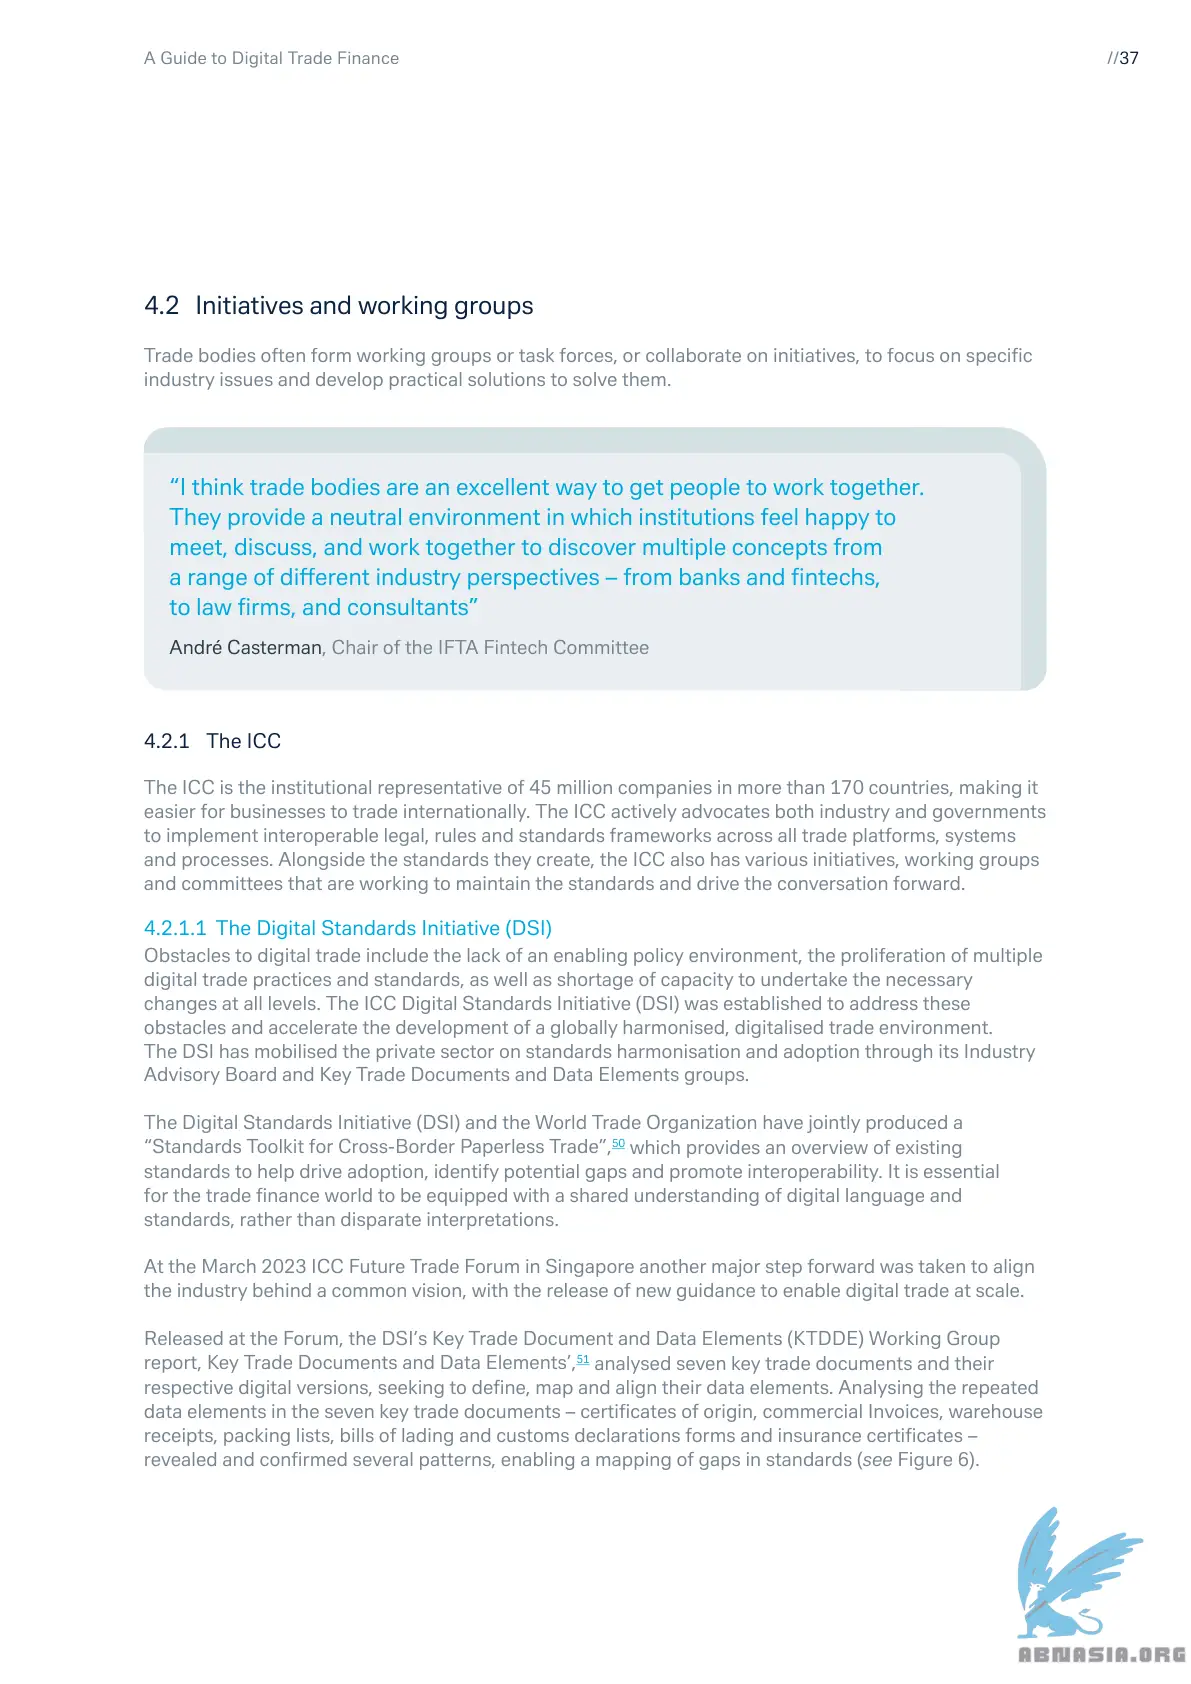 A Guide to Digital Trade Finance
//37
4.2 Initiatives and working groups
Trade bodies often form working groups or task forces, or collaborate on initiatives, to focus on specific
industry issues and develop practical solutions to solve them.
“I think trade bodies are an excellent way to get people to work together.
They provide a neutral environment in which institutions feel happy to
meet, discuss, and work together to discover multiple concepts from
a range of different industry perspectives – from banks and fintechs,
to law firms, and consultants”
André Casterman, Chair of the IFTA Fintech Committee
4.2.1 The ICC
The ICC is the institutional representative of 45 million companies in more than 170 countries, making it
easier for businesses to trade internationally. The ICC actively advocates both industry and governments
to implement interoperable legal, rules and standards frameworks across all trade platforms, systems
and processes. Alongside the standards they create, the ICC also has various initiatives, working groups
and committees that are working to maintain the standards and drive the conversation forward.
4.2.1.1 The Digital Standards Initiative (DSI)
Obstacles to digital trade include the lack of an enabling policy environment, the proliferation of multiple
digital trade practices and standards, as well as shortage of capacity to undertake the necessary
changes at all levels. The ICC Digital Standards Initiative (DSI) was established to address these
obstacles and accelerate the development of a globally harmonised, digitalised trade environment.
The DSI has mobilised the private sector on standards harmonisation and adoption through its Industry
Advisory Board and Key Trade Documents and Data Elements groups.
The Digital Standards Initiative (DSI) and the World Trade Organization have jointly produced a
“Standards Toolkit for Cross-Border Paperless Trade”,50 which provides an overview of existing
standards to help drive adoption, identify potential gaps and promote interoperability. It is essential
for the trade finance world to be equipped with a shared understanding of digital language and
standards, rather than disparate interpretations.
At the March 2023 ICC Future Trade Forum in Singapore another major step forward was taken to align
the industry behind a common vision, with the release of new guidance to enable digital trade at scale.
Released at the Forum, the DSI’s Key Trade Document and Data Elements (KTDDE) Working Group
report, Key Trade Documents and Data Elements’,51 analysed seven key trade documents and their
respective digital versions, seeking to define, map and align their data elements. Analysing the repeated
data elements in the seven key trade documents – certificates of origin, commercial Invoices, warehouse
receipts, packing lists, bills of lading and customs declarations forms and insurance certificates –
revealed and confirmed several patterns, enabling a mapping of gaps in standards (see Figure 6).
ABNASIA.ORG